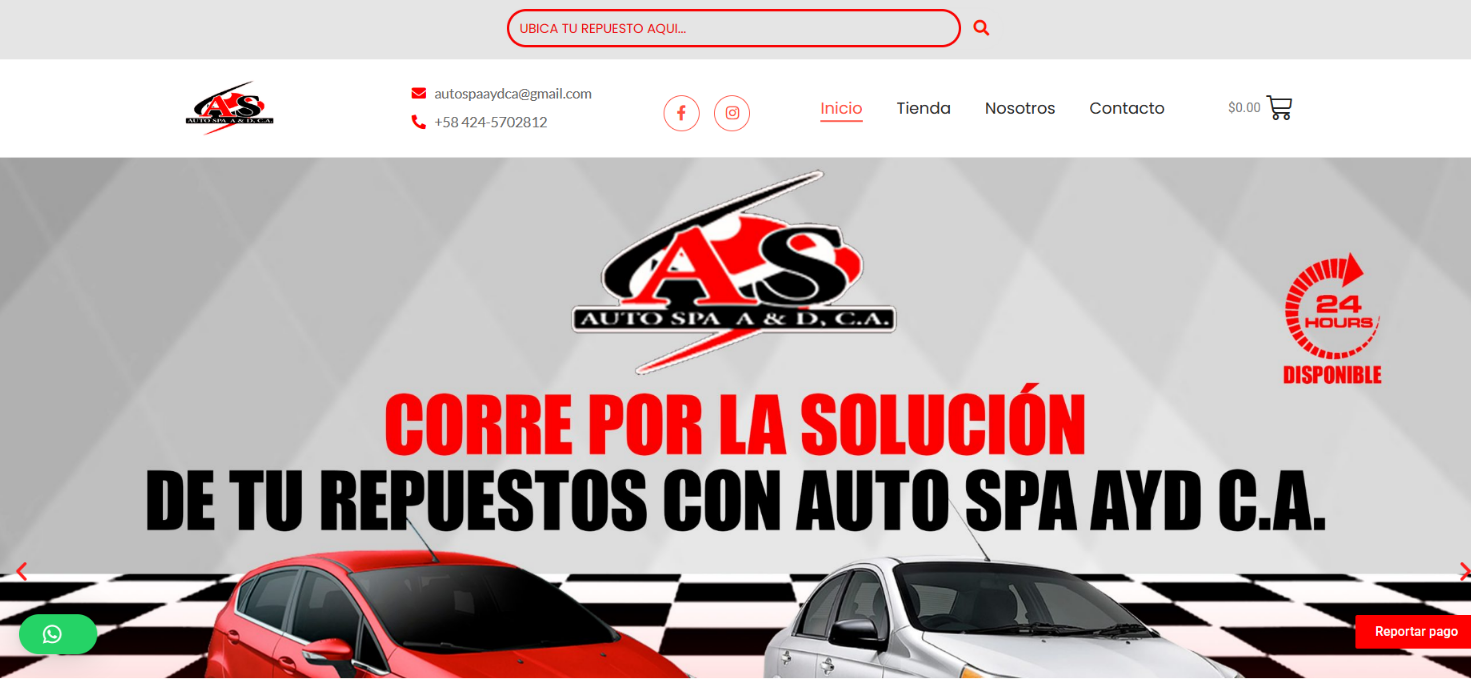 UBICA TU REPUESTO AQUI...
AS
AUTO SPA A & D, C.A.
autospaaydca@gmail.com
+58 424-5702812
Inicio
Tienda
Nosotros
Contacto
$0.00
AS
AUTO SPA A & D, C.A.
24
HOURS
DISPONIBLE
CORRE POR LA SOLUCIÓN
DE TU REPUESTOS CON AUTO SPA AYD C.A.
Reportar pago